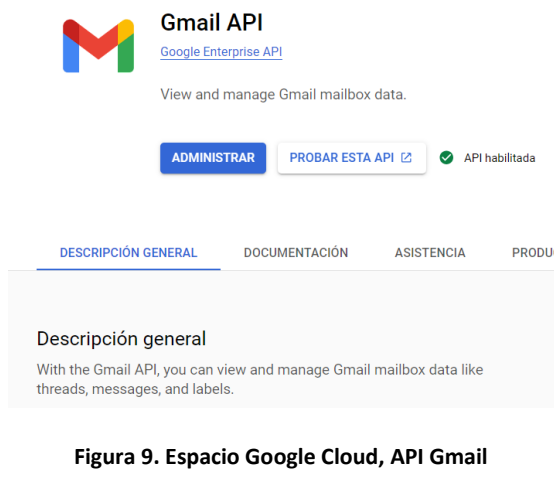 Gmail API
Google Enterprise API
View and manage Gmail mailbox data.
ADMINISTRAR
PROBAR ESTA API
API habilitada
DESCRIPCIÓN GENERAL
DOCUMENTACIÓN
ASISTENCIA
PRODUC
Descripción general
With the Gmail API, you can view and manage Gmail mailbox data like
threads, messages, and labels.
Figura 9. Espacio Google Cloud, API Gmail